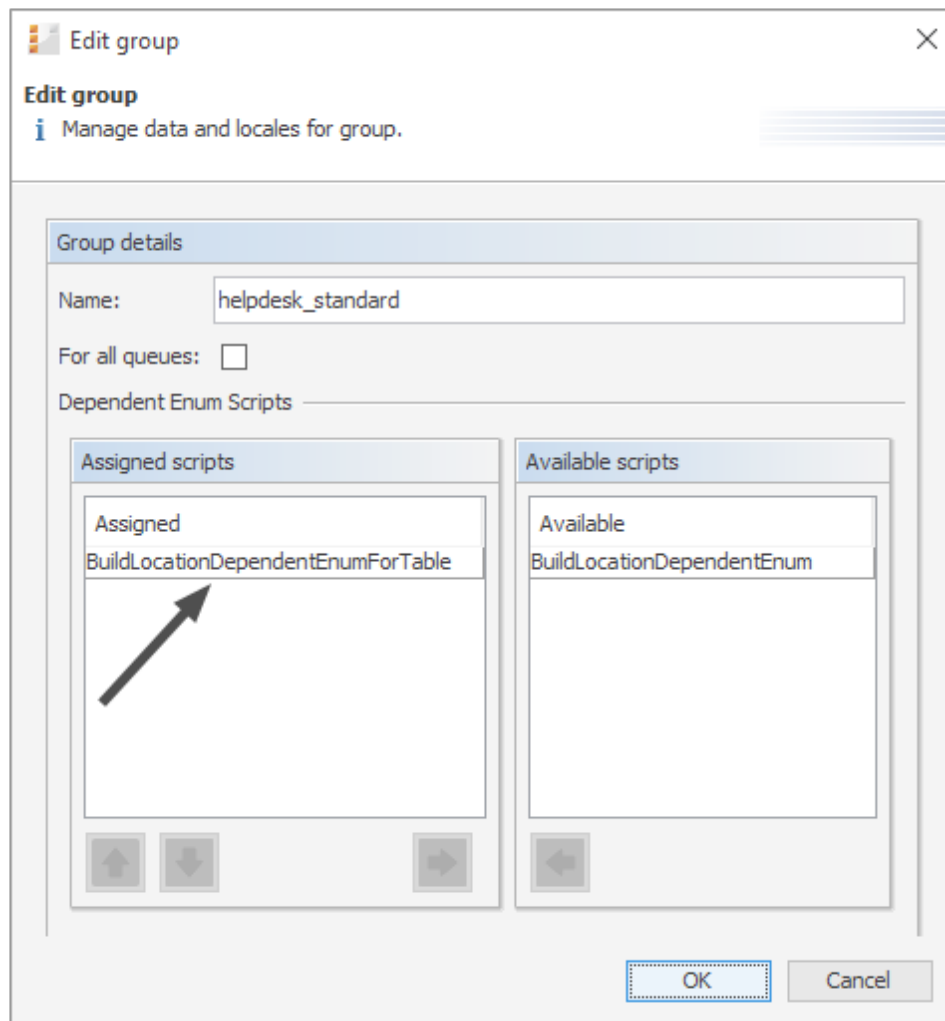 Edit group
Edit group
Manage data and locales for group.
Group details
Name: helpdesk_standard
For all queues:
Dependent Enum Scripts
Assigned scripts
Assigned
BuildLocationDependentEnumForTable
Available scripts
Available
BuildLocationDependentEnum
OK Cancel